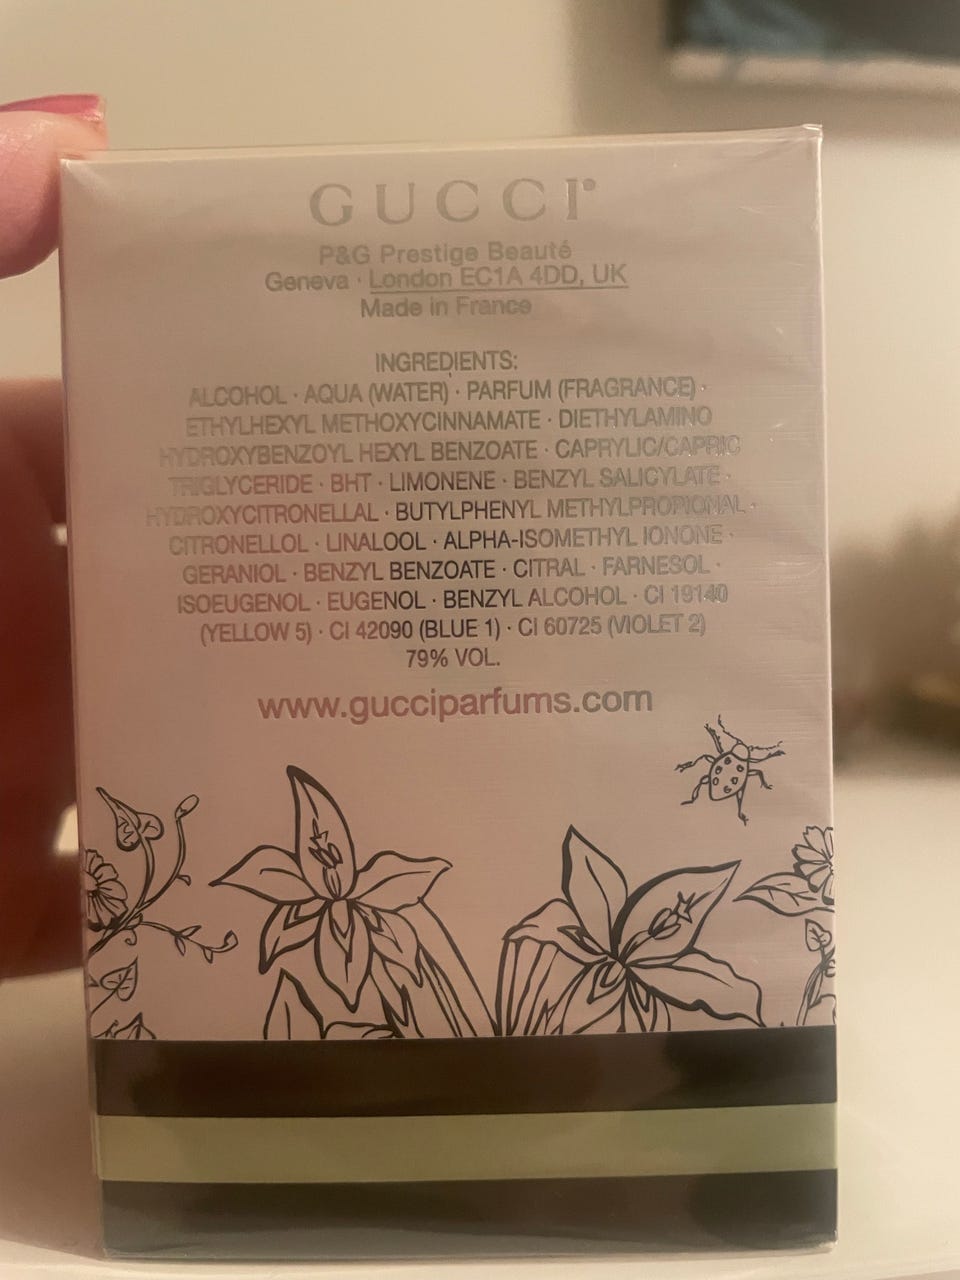 GUCCI
P&G Prestige Beauté
Geneva · London EC1A 4DD, UK
Made in France
INGREDIENTS:
ALCOHOL · AQUA (WATER) · PARFUM (FRAGRANCE) ·
ETHYLHEXYL METHOXYCINNAMATE · DIETHYLAMINO
HYDROXYBENZOYL HEXYL BENZOATE · CAPRYLIC/CAPRIC
TRIGLYCERIDE · BHT · LIMONENE · BENZYL SALICYLATE ·
HYDROXYCITRONELLAL · BUTYLPHENYL METHYLPROPIONAL ·
CITRONELLOL · LINALOOL · ALPHA-ISOMETHYL IONONE ·
GERANIOL · BENZYL BENZOATE · CITRAL · FARNESOL ·
ISOEUGENOL · EUGENOL · BENZYL ALCOHOL · CI 19140
(YELLOW 5) · CI 42090 (BLUE 1) · CI 60725 (VIOLET 2)
79% VOL.
www.gucciparfums.com